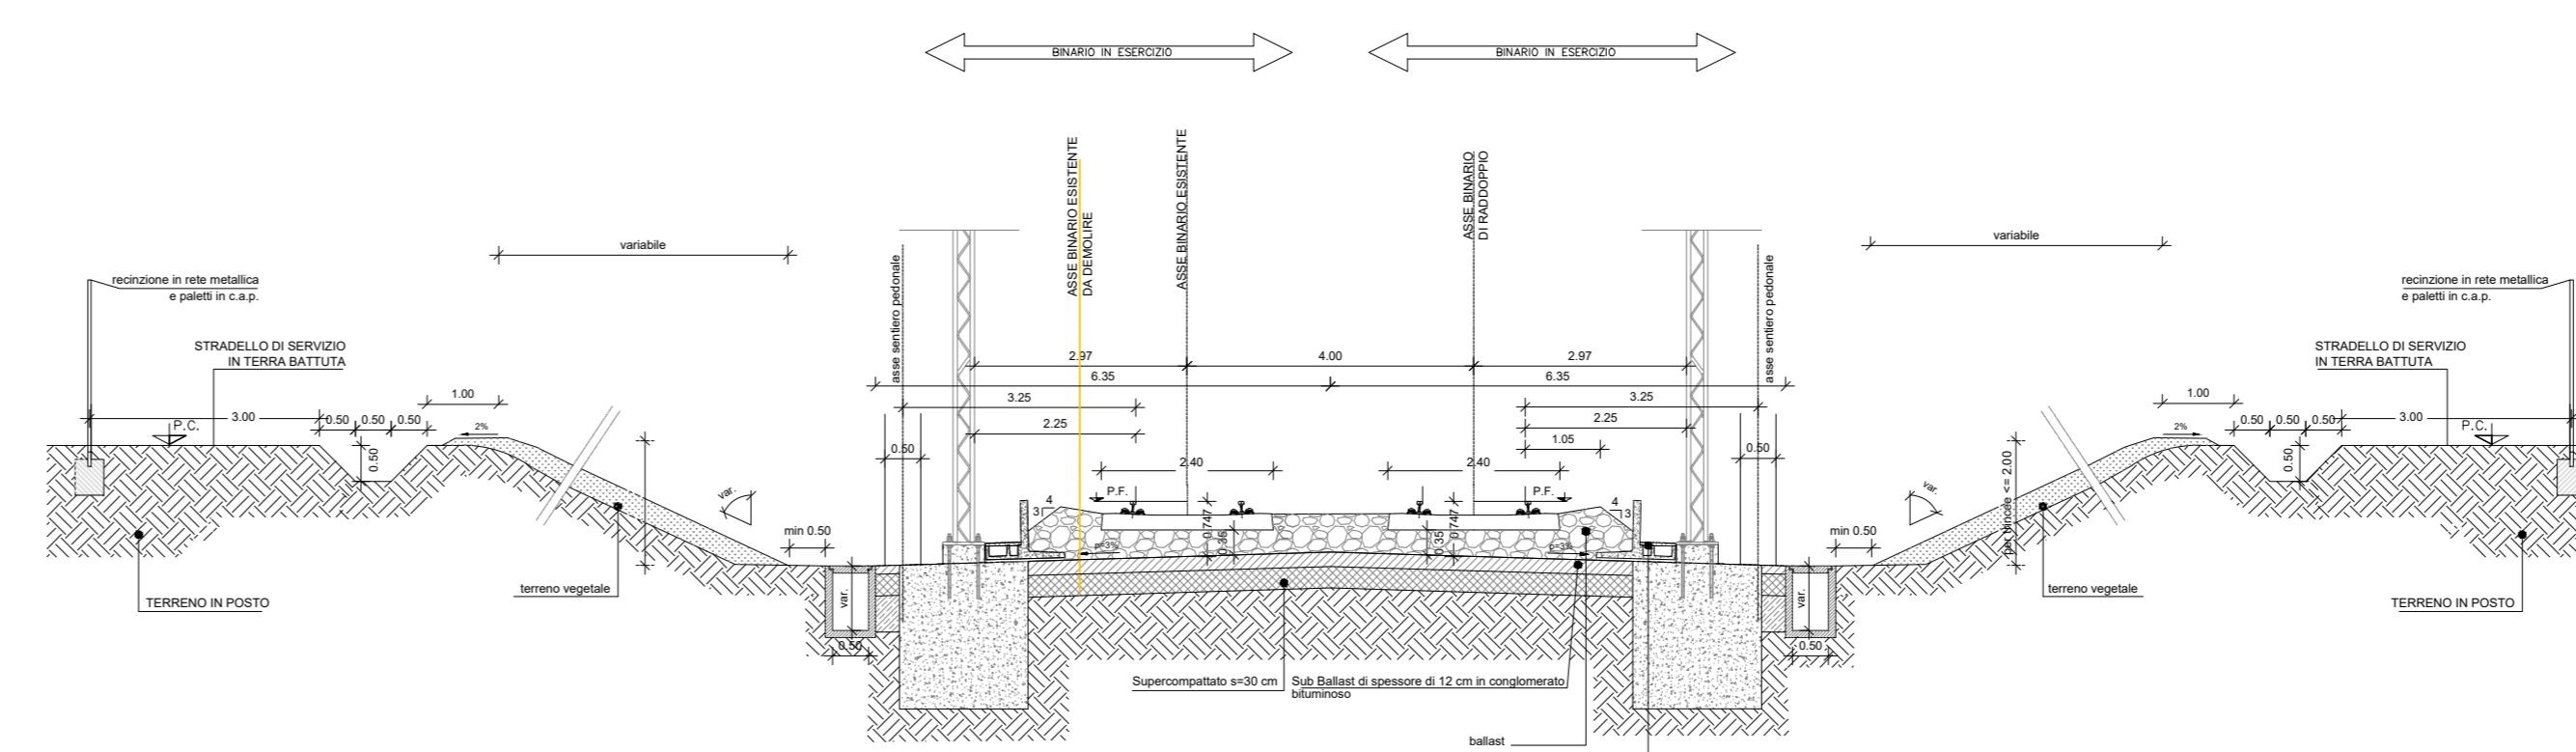 BINARIO IN ESERCIZIO
BINARIO IN ESERCIZIO
ASSE BINARIO ESISTENTE
DA DEMOLIRE
ASSE BINARIO ESISTENTE
ASSE BINARIO
DI RADDOPPIO
variabile
variabile
asse sentiero pedonale
asse sentiero pedonale
recinzione in rete metallica
e paletti in c.a.p.
recinzione in rete metallica
e paletti in c.a.p.
STRADELLO DI SERVIZIO
IN TERRA BATTUTA
STRADELLO DI SERVIZIO
IN TERRA BATTUTA
2.97
4.00
2.97
6.35
6.35
1.00
3.25
3.25
1.00
3.00
0.50
0.50
0.50
2.25
2.25
0.50
0.50
0.50
3.00
P.C.
2%
2%
P.C.
1.05
0.50
0.50
0.50
0.50
2.40
2.40
P.F.
P.F.
var.
var.
4
3
4
3
0.747
0.35
0.35
0.747
p=3%
p=3%
min 0.50
min 0.50
per trincee <= 2.00
terreno vegetale
terreno vegetale
TERRENO IN POSTO
TERRENO IN POSTO
var.
var.
0.50
0.50
Supercompattato s=30 cm
Sub Ballast di spessore di 12 cm in conglomerato
bituminoso
ballast